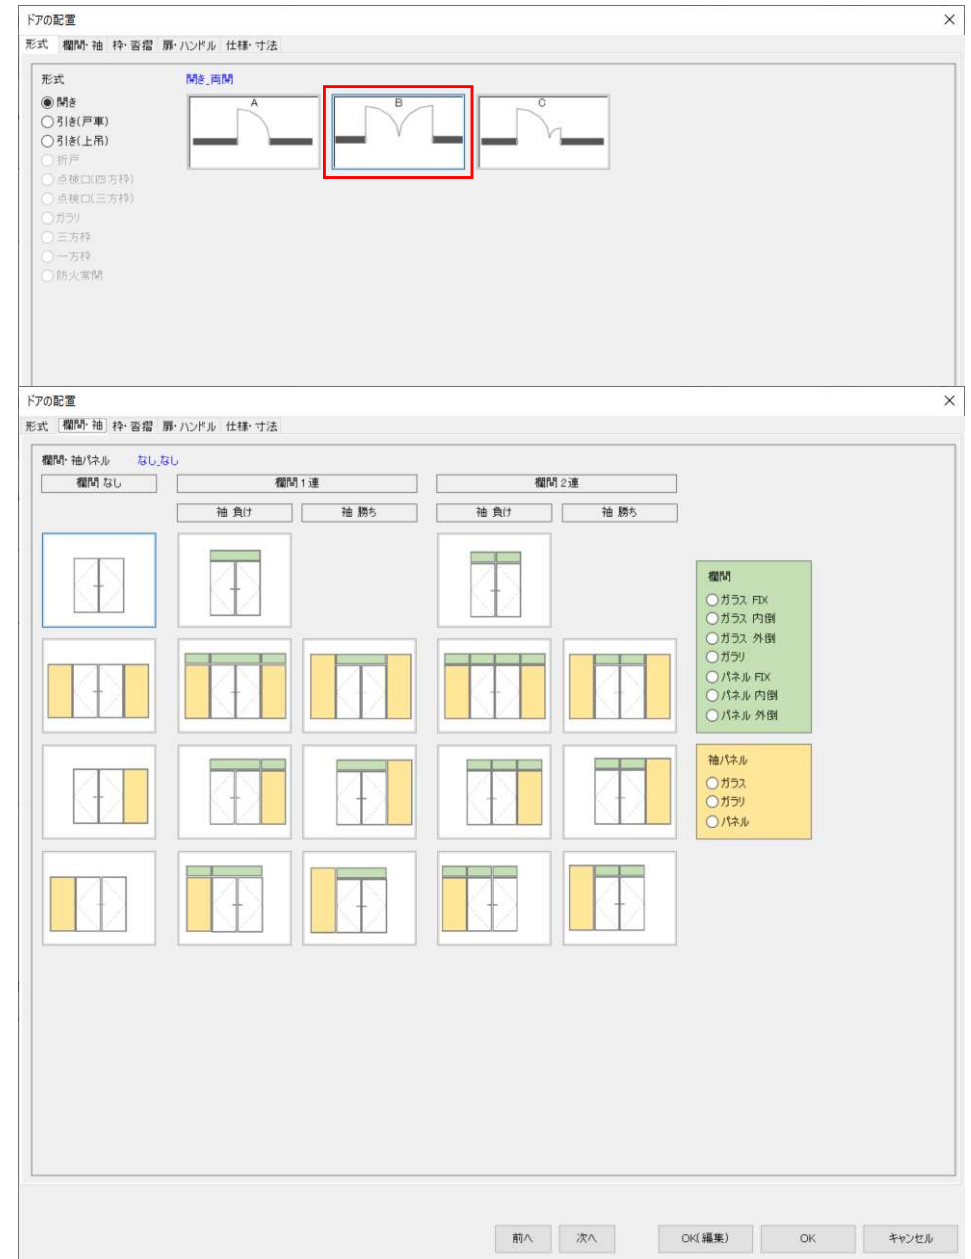 ドアの配置
形式 欄間・袖 枠・沓摺 扉・ハンドル 仕様・寸法
形式 開き_両開
開き
引き(戸車)
引き(上吊)
折戸
点検口(四方枠)
点検口(三方枠)
ガラリ
三方枠
一方枠
防火常開
A B C
ドアの配置
形式 欄間・袖 枠・沓摺 扉・ハンドル 仕様・寸法
欄間・袖パネル なし_なし
欄間 なし 欄間 1 連 欄間 2 連
袖 負け 袖 勝ち 袖 負け 袖 勝ち
欄間
ガラス FIX
ガラス 内倒
ガラス 外倒
ガラリ
パネル FIX
パネル 内倒
パネル 外倒
袖パネル
ガラス
ガラリ
パネル
前へ 次へ OK(編集) OK キャンセル